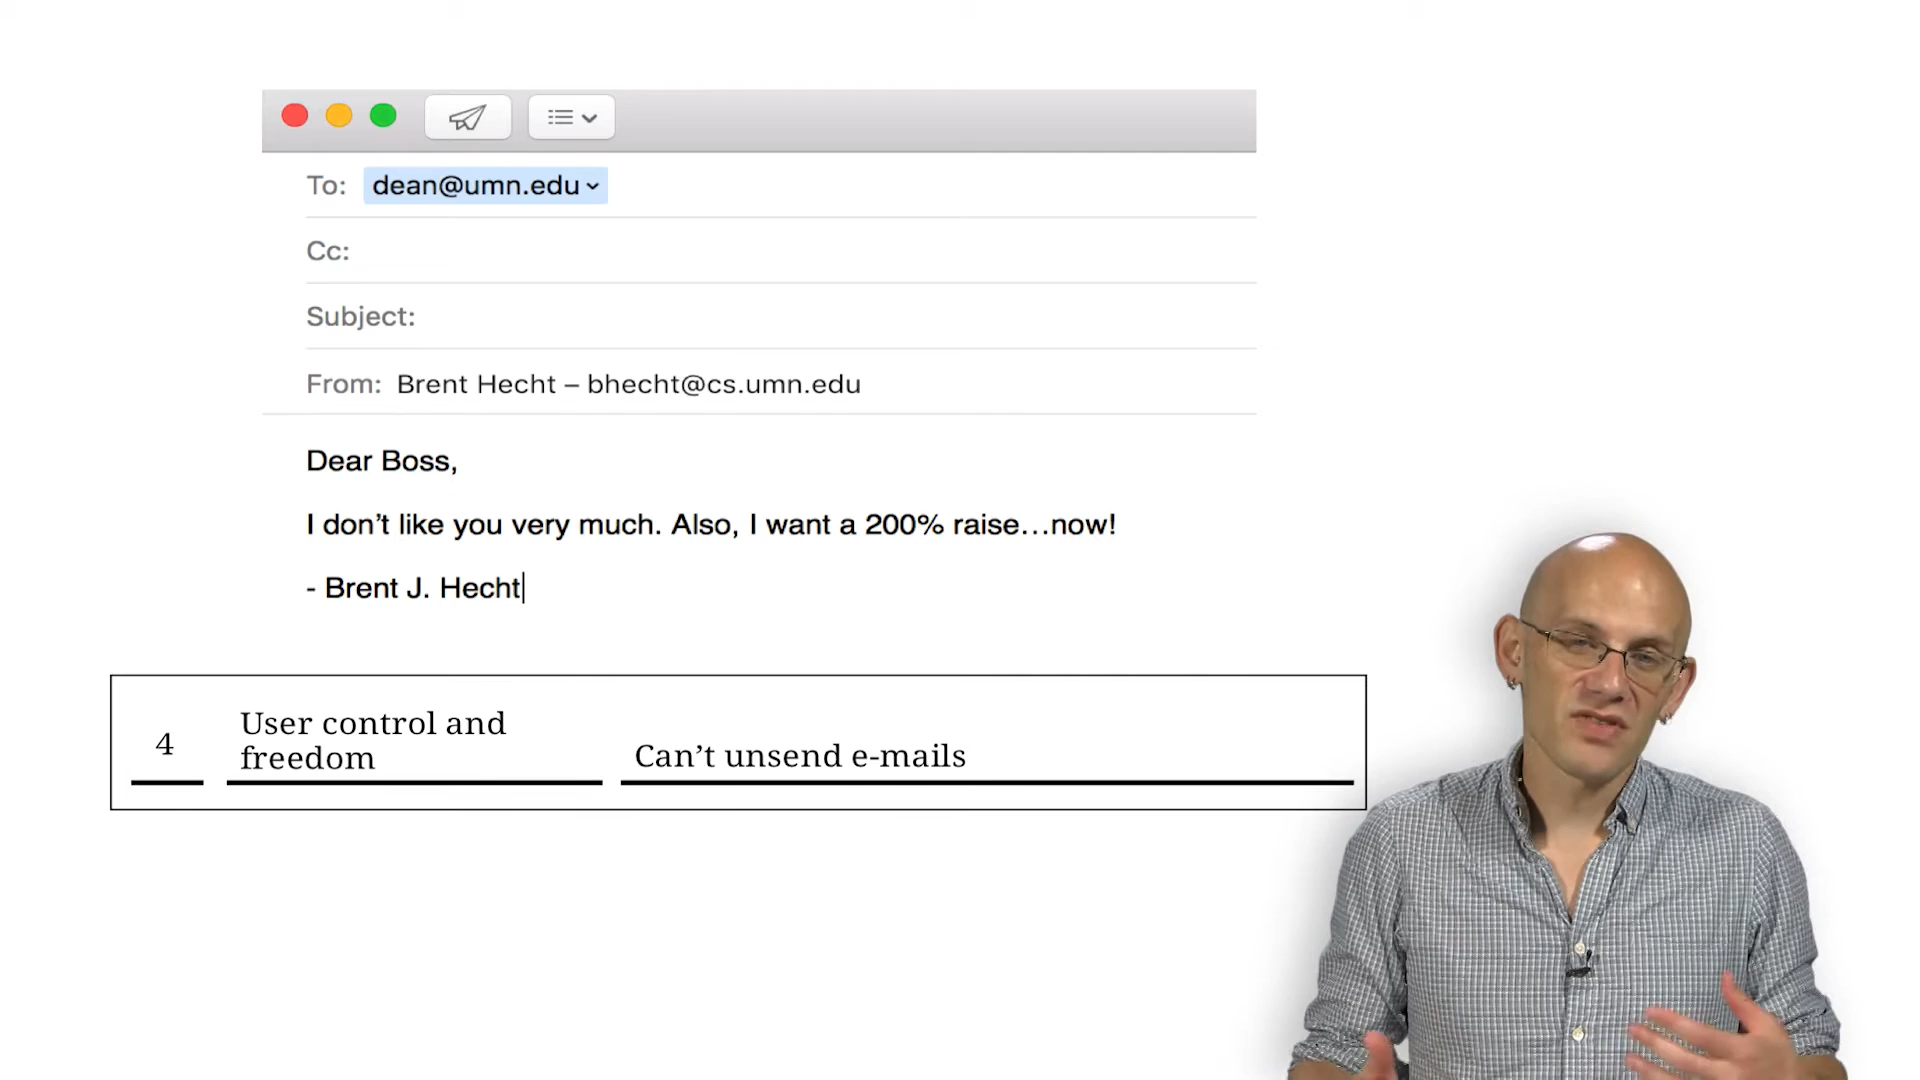 To: dean@umn.edu
Cc:
Subject:
From: Brent Hecht – bhecht@cs.umn.edu
Dear Boss,
I don’t like you very much. Also, I want a 200% raise…now!
- Brent J. Hecht
4
User control and
freedom
Can’t unsend e-mails